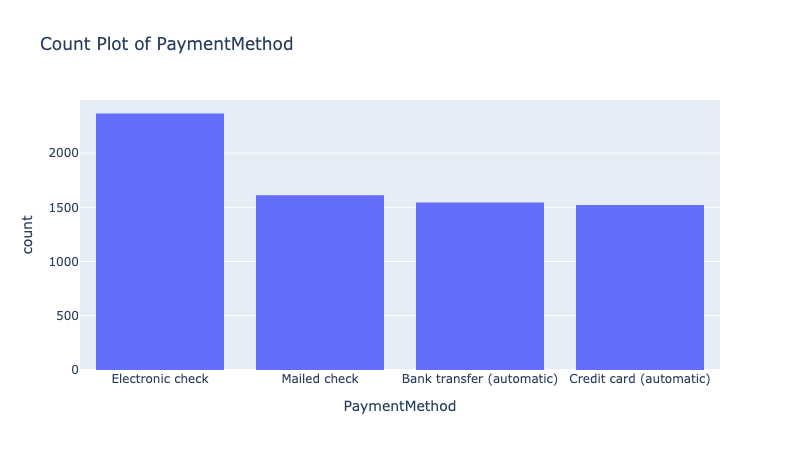 Count Plot of PaymentMethod
count
2000
1500
1000
500
0
Electronic check
Mailed check
Bank transfer (automatic)
Credit card (automatic)
PaymentMethod